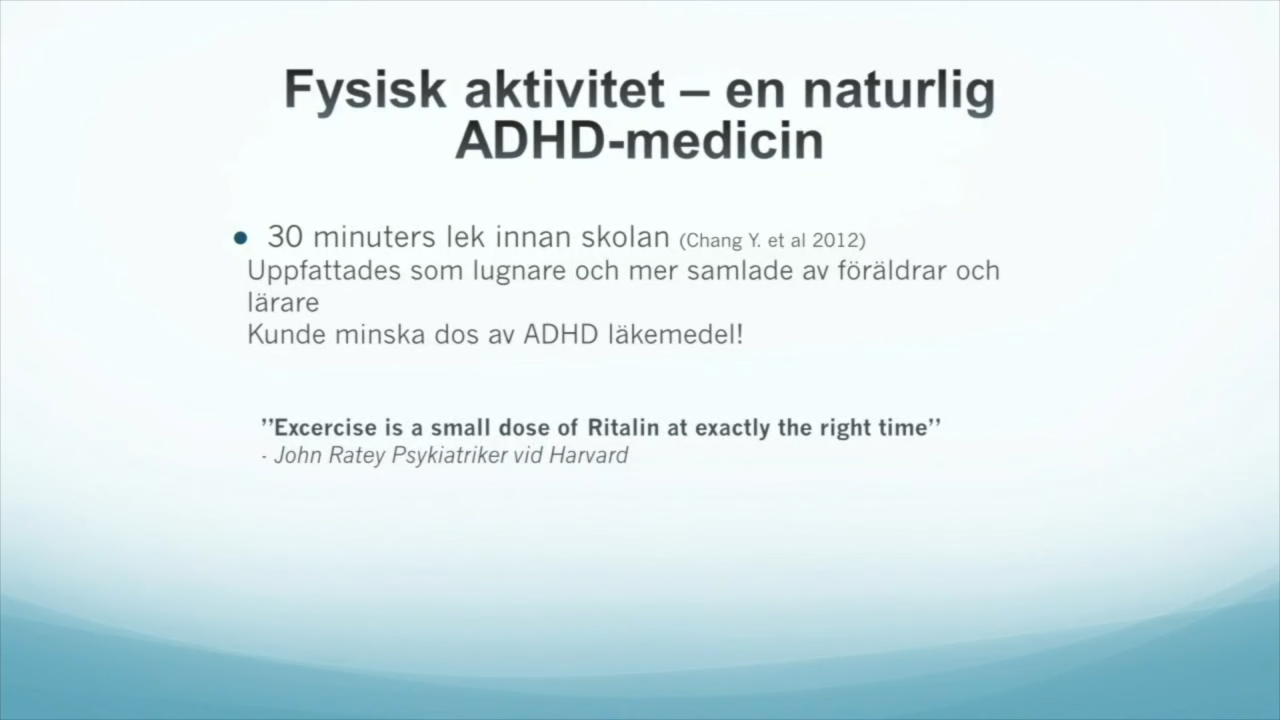 Fysisk aktivitet – en naturlig
ADHD-medicin
● 30 minuters lek innan skolan (Chang Y. et al 2012)
Uppfattades som lugnare och mer samlade av föräldrar och
lärare
Kunde minska dos av ADHD läkemedel!
”Excercise is a small dose of Ritalin at exactly the right time”
- John Ratey Psykiatriker vid Harvard